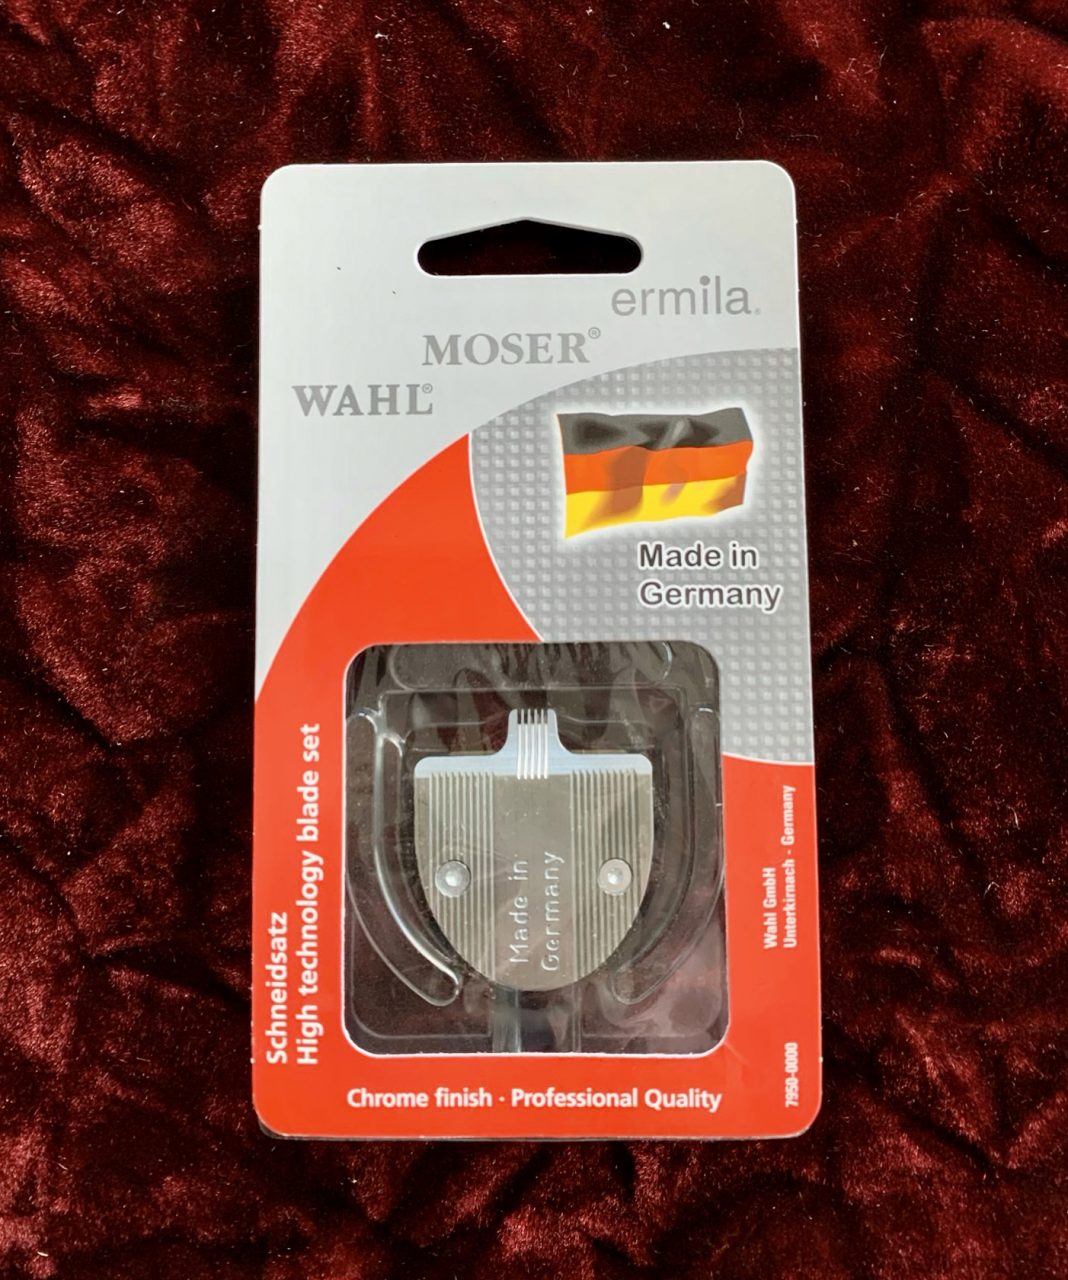 ermila®
MOSER®
WAHL®
Made in
Germany
Schneidsatz
High technology blade set
Made in
Germany
Wahl GmbH
Unterkirnach - Germany
7950-0000
Chrome finish · Professional Quality